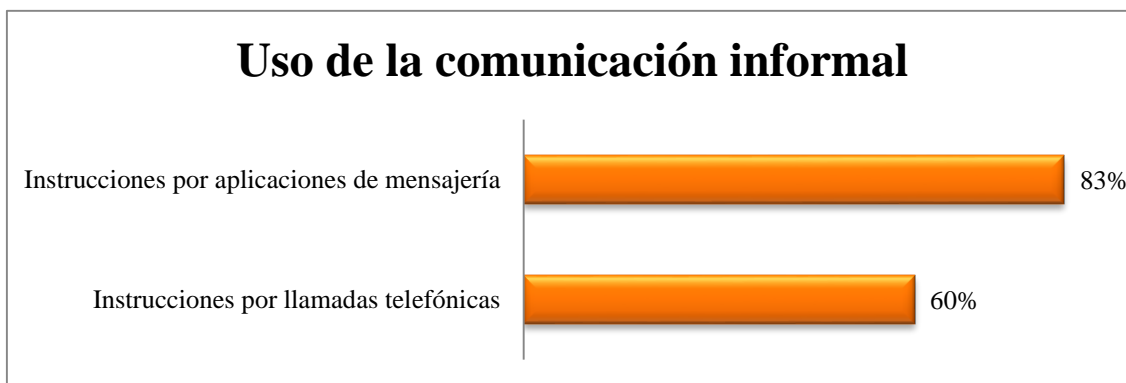 Uso de la comunicación informal
Instrucciones por aplicaciones de mensajería
83%
Instrucciones por llamadas telefónicas
60%